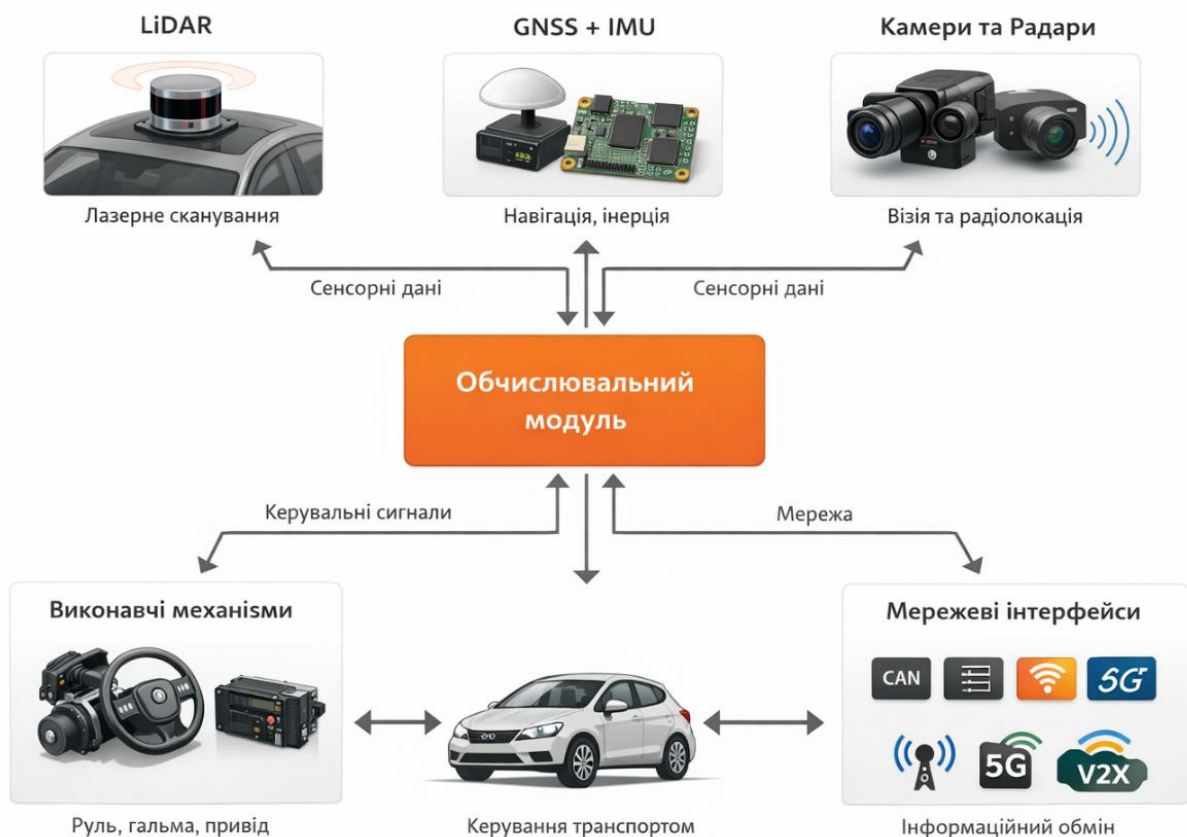 LiDAR
GNSS + IMU
Камери та Радари
Лазерне сканування
Навігація, інерція
Візія та радіолокація
Сенсорні дані
Сенсорні дані
Обчислювальний
модуль
Керувальні сигнали
Мережа
Виконавчі механізми
Мережеві інтерфейси
CAN
5G
5G
V2X
Руль, гальма, привід
Керування транспортом
Інформаційний обмін